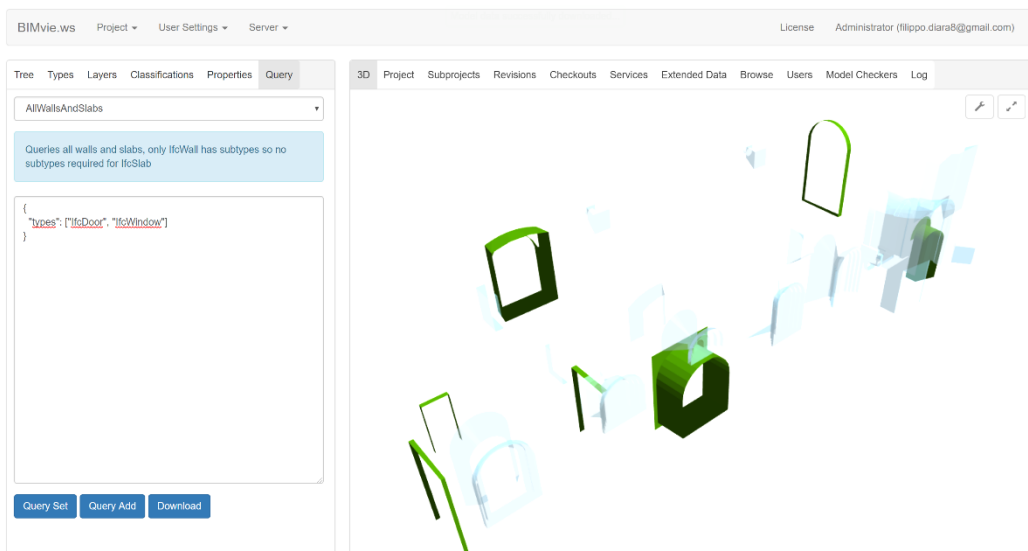 BIMvie.ws Project User Settings Server License Administrator (filippo.diara8@gmail.com)
Tree Types Layers Classifications Properties Query
3D Project Subprojects Revisions Checkouts Services Extended Data Browse Users Model Checkers Log
AllWallsAndSlabs
Queries all walls and slabs, only IfcWall has subtypes so no
subtypes required for IfcSlab
{
"types": ["IfcDoor", "IfcWindow"]
}
Query Set Query Add Download